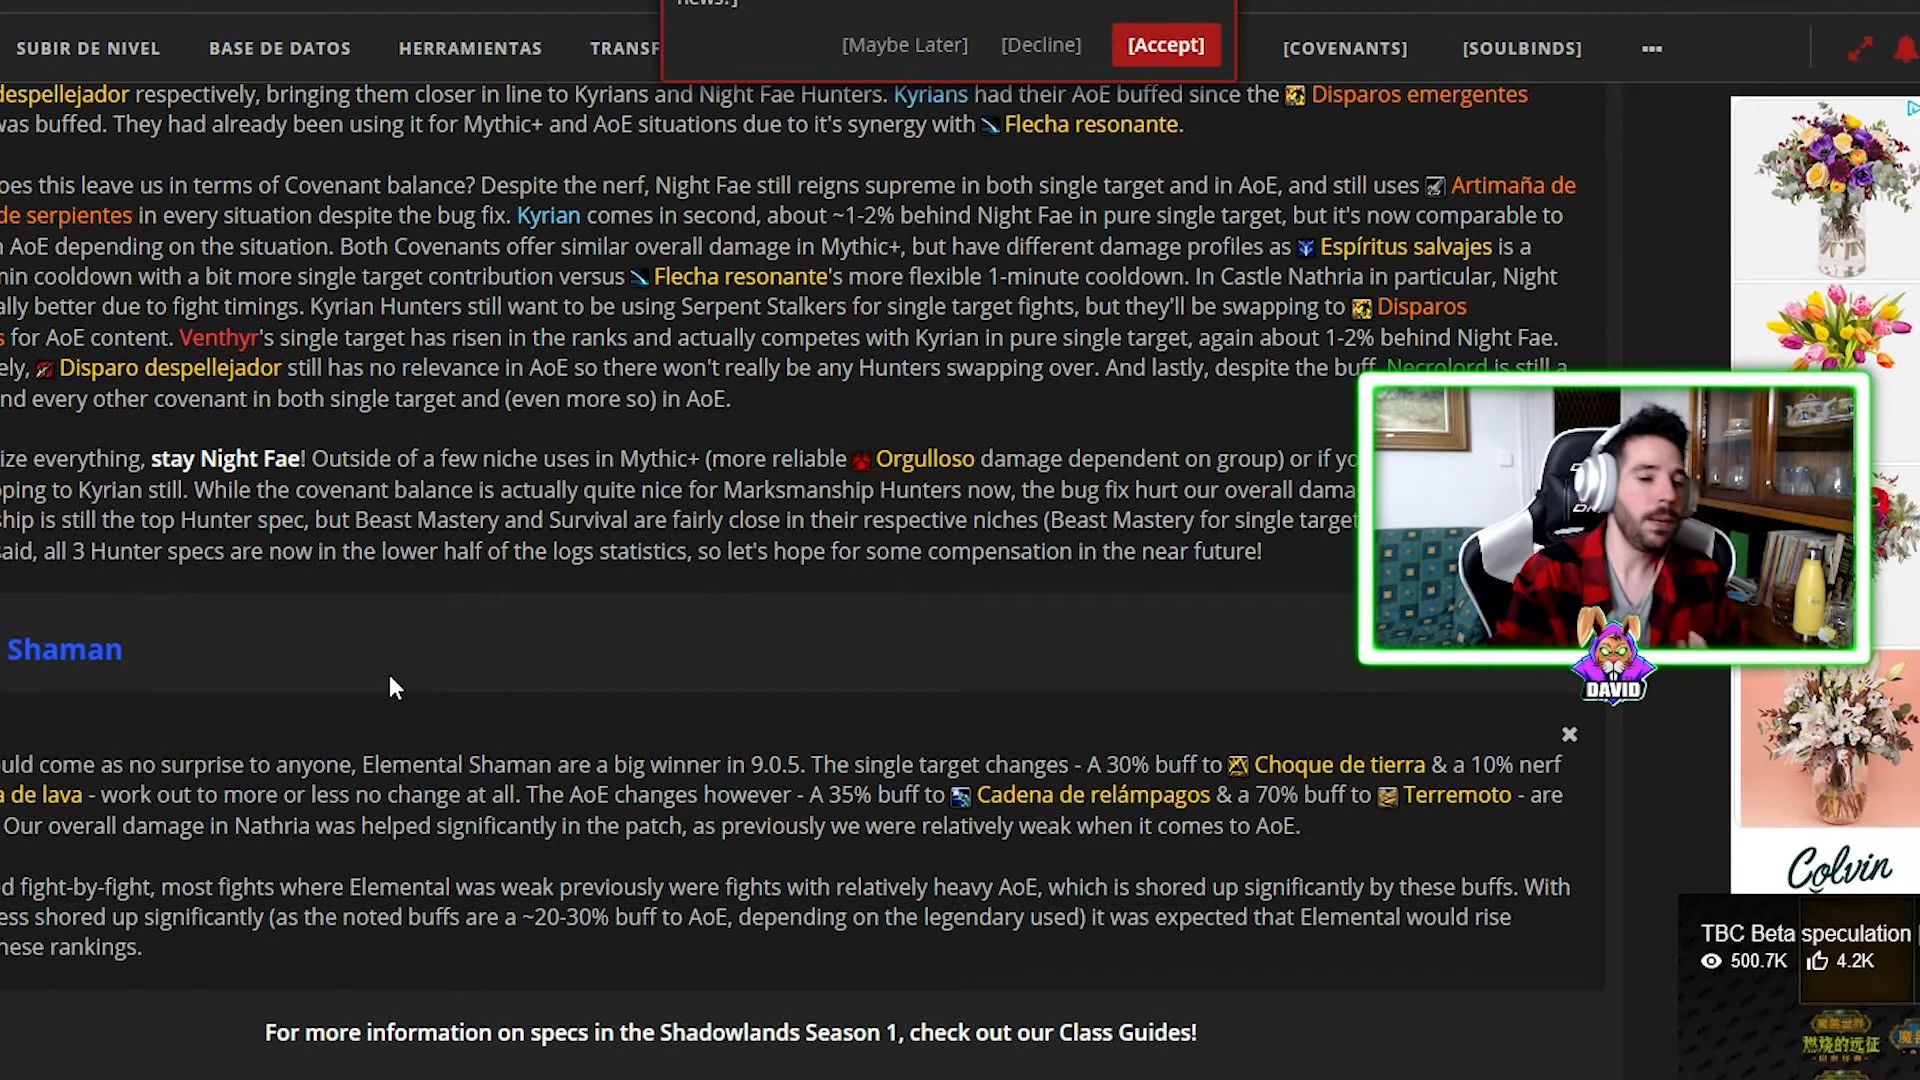 news!]
[Maybe Later] [Decline] [Accept]
SUBIR DE NIVEL BASE DE DATOS HERRAMIENTAS TRANSF [COVENANTS] [SOULBINDS]
despellejador respectively, bringing them closer in line to Kyrians and Night Fae Hunters. Kyrians had their AoE buffed since the Disparos emergentes
was buffed. They had already been using it for Mythic+ and AoE situations due to it's synergy with Flecha resonante.
oes this leave us in terms of Covenant balance? Despite the nerf, Night Fae still reigns supreme in both single target and in AoE, and still uses Artimaña de
de serpientes in every situation despite the bug fix. Kyrian comes in second, about ~1-2% behind Night Fae in pure single target, but it's now comparable to
n AoE depending on the situation. Both Covenants offer similar overall damage in Mythic+, but have different damage profiles as Espíritus salvajes is a
min cooldown with a bit more single target contribution versus Flecha resonante's more flexible 1-minute cooldown. In Castle Nathria in particular, Night
ally better due to fight timings. Kyrian Hunters still want to be using Serpent Stalkers for single target fights, but they'll be swapping to Disparos
s for AoE content. Venthyr's single target has risen in the ranks and actually competes with Kyrian in pure single target, again about 1-2% behind Night Fae.
ely, Disparo despellejador still has no relevance in AoE so there won't really be any Hunters swapping over. And lastly, despite the buff, Necrolord is still a
nd every other covenant in both single target and (even more so) in AoE.
ize everything, stay Night Fae! Outside of a few niche uses in Mythic+ (more reliable Orgulloso damage dependent on group) or if yo
ping to Kyrian still. While the covenant balance is actually quite nice for Marksmanship Hunters now, the bug fix hurt our overall dama
ship is still the top Hunter spec, but Beast Mastery and Survival are fairly close in their respective niches (Beast Mastery for single target
said, all 3 Hunter specs are now in the lower half of the logs statistics, so let's hope for some compensation in the near future!
DAVID
Shaman
uld come as no surprise to anyone, Elemental Shaman are a big winner in 9.0.5. The single target changes - A 30% buff to Choque de tierra & a 10% nerf
a de lava - work out to more or less no change at all. The AoE changes however - A 35% buff to Cadena de relámpagos & a 70% buff to Terremoto - are
Our overall damage in Nathria was helped significantly in the patch, as previously we were relatively weak when it comes to AoE.
d fight-by-fight, most fights where Elemental was weak previously were fights with relatively heavy AoE, which is shored up significantly by these buffs. With
ess shored up significantly (as the noted buffs are a ~20-30% buff to AoE, depending on the legendary used) it was expected that Elemental would rise
hese rankings.
For more information on specs in the Shadowlands Season 1, check out our Class Guides!
Colvin
TBC Beta speculation
500.7K 4.2K
魔兽世界
燃烧的远征